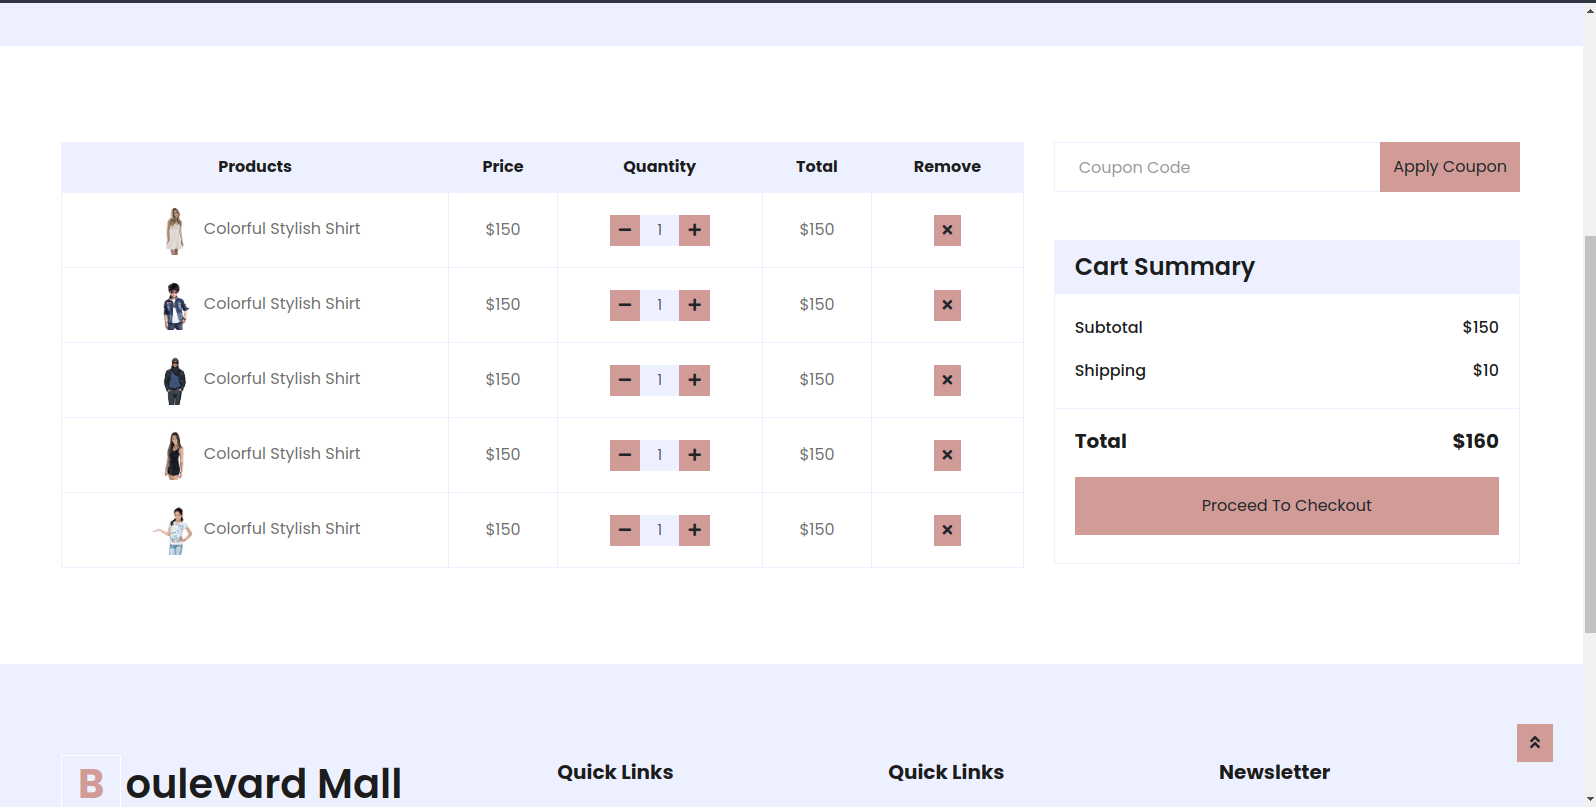 Products Price Quantity Total Remove
Colorful Stylish Shirt $150 1 $150
Colorful Stylish Shirt $150 1 $150
Colorful Stylish Shirt $150 1 $150
Colorful Stylish Shirt $150 1 $150
Colorful Stylish Shirt $150 1 $150
Coupon Code Apply Coupon
Cart Summary
Subtotal $150
Shipping $10
Total $160
Proceed To Checkout
Boulevard Mall
Quick Links
Quick Links
Newsletter